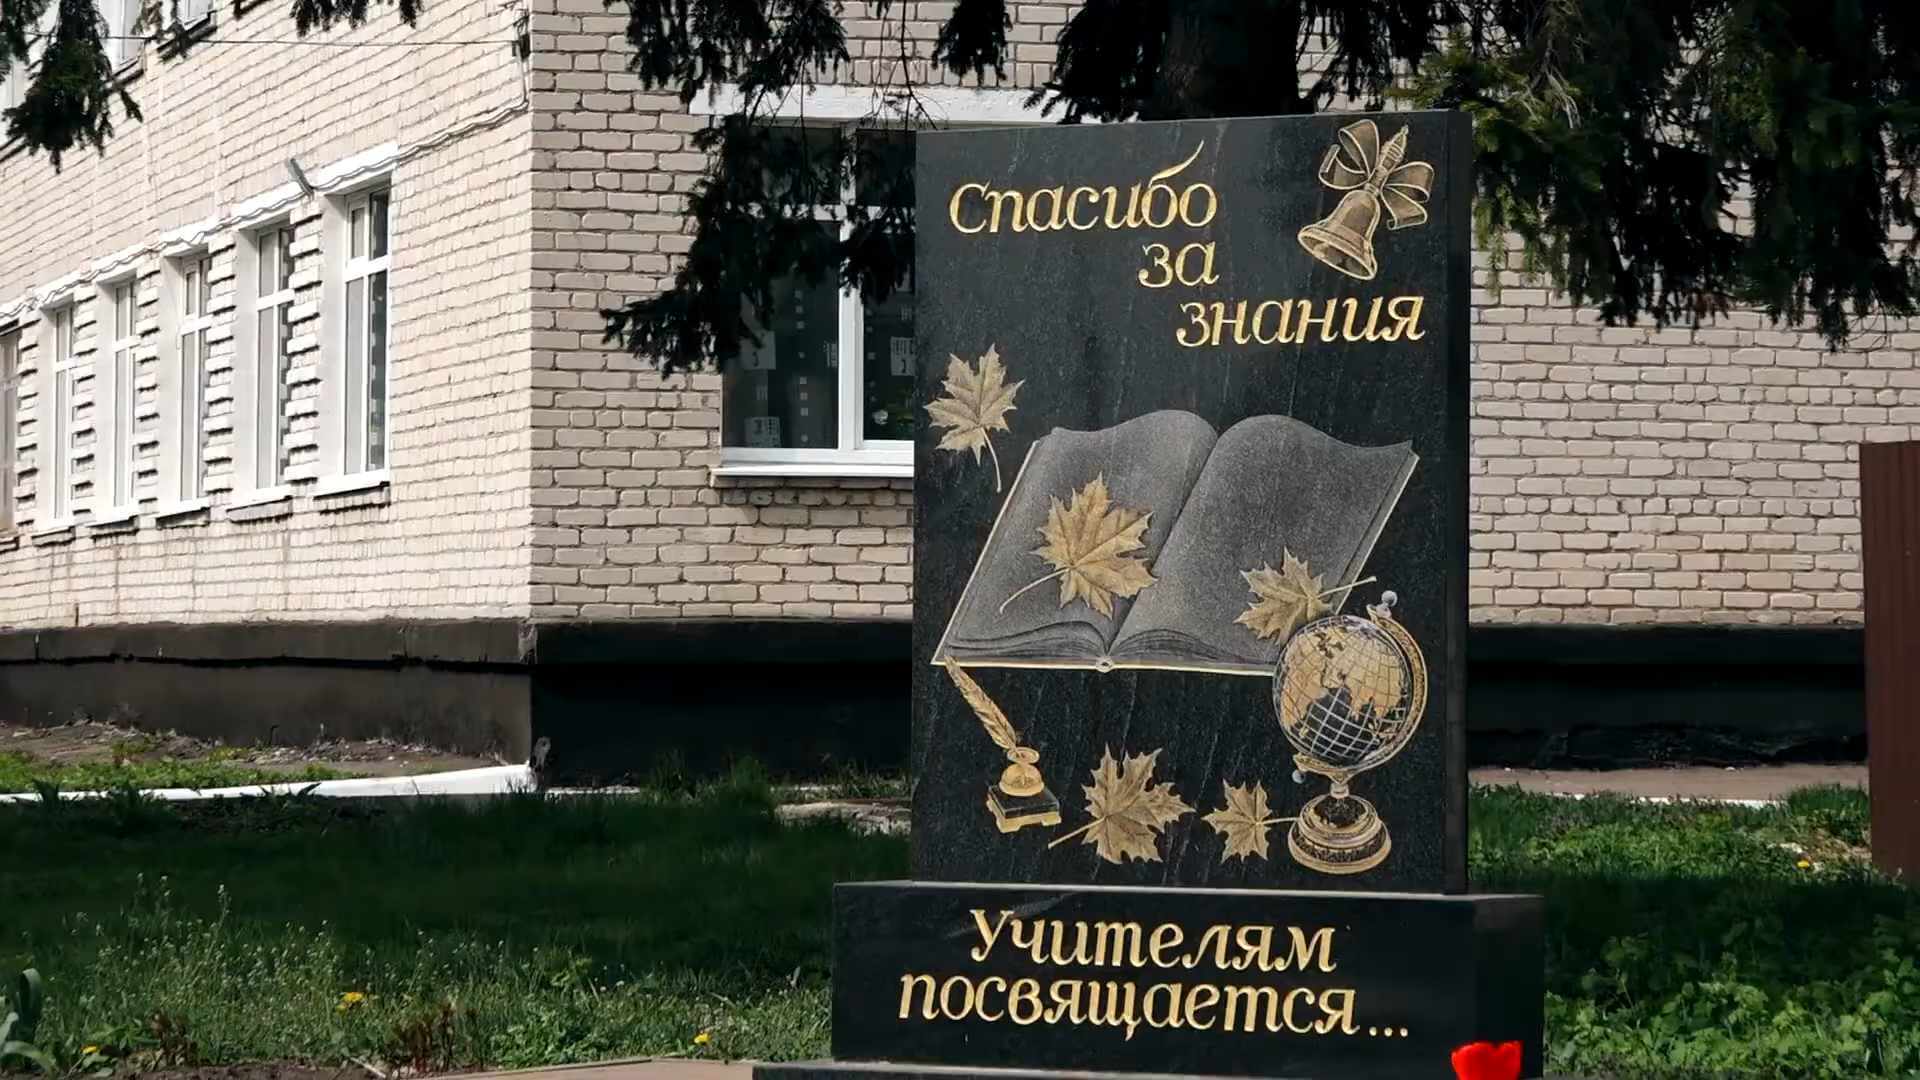 Спасибо
за
знания
Учителям
посвящается...